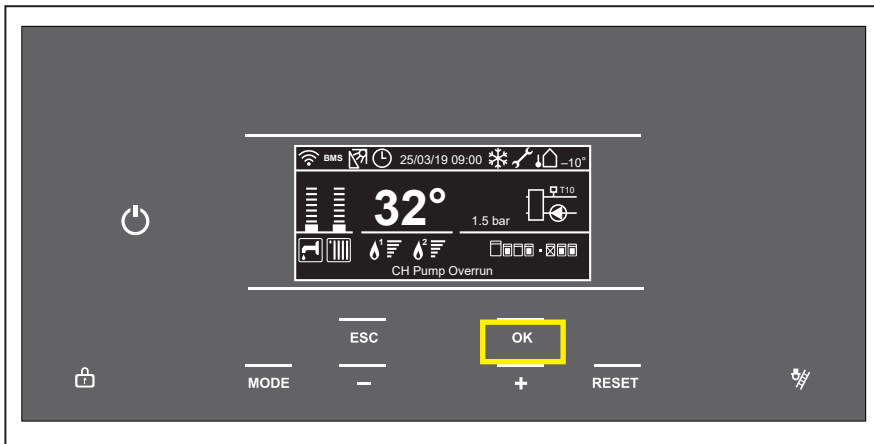 BMS 25/03/19 09:00 –10°
32° 1.5 bar T10
1 2
CH Pump Overrun
ESC OK
MODE – + RESET